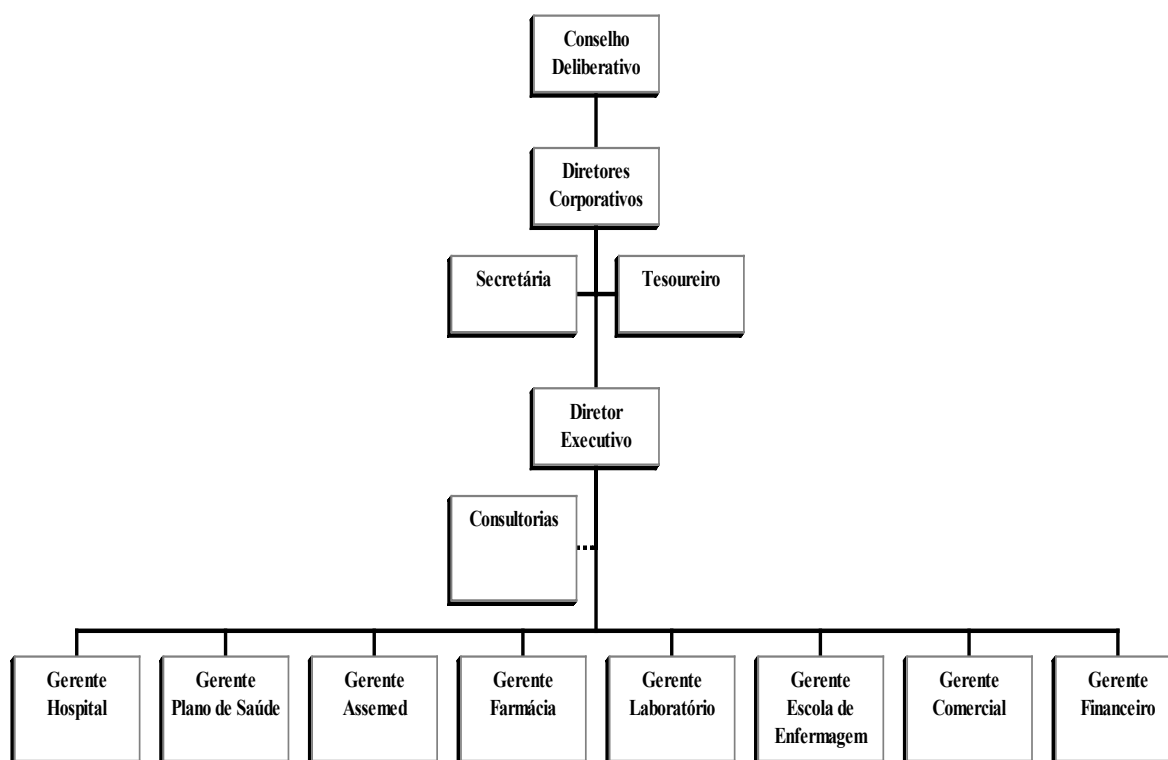 Conselho
Deliberativo
Diretores
Corporativos
Secretária
Tesoureiro
Diretor
Executivo
Consultorias
Gerente
Hospital
Gerente
Plano de Saúde
Gerente
Assemed
Gerente
Farmácia
Gerente
Laboratório
Gerente
Escola de
Enfermagem
Gerente
Comercial
Gerente
Financeiro